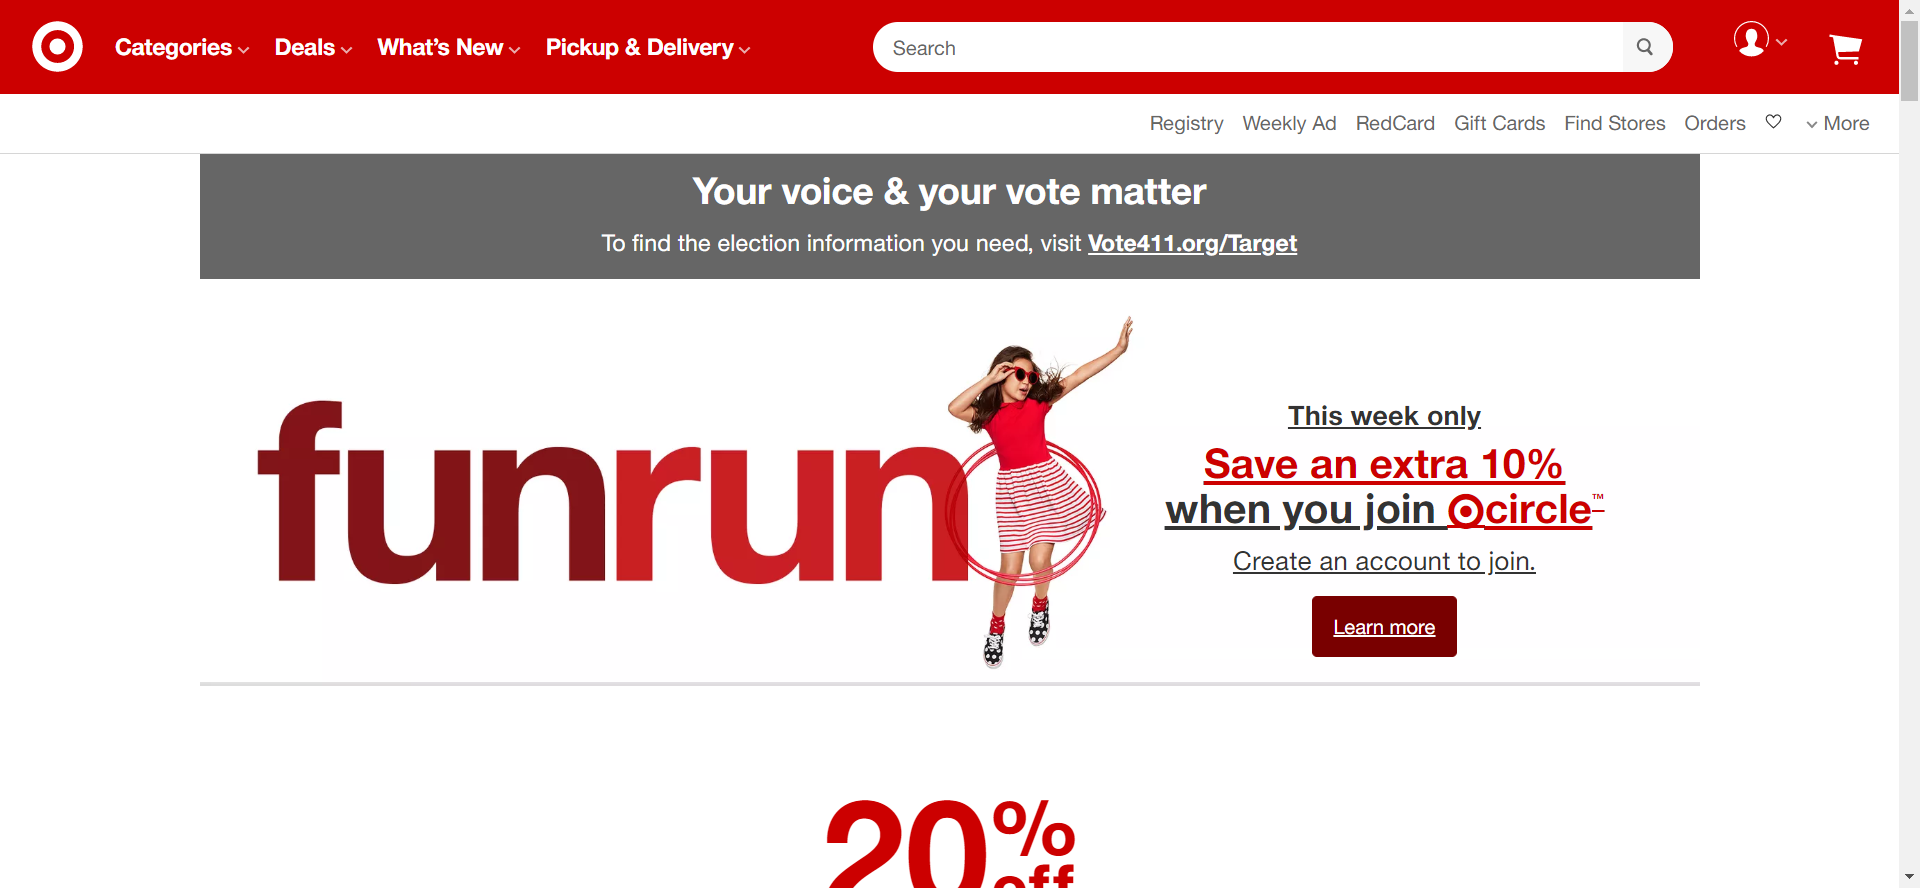 Categories Deals What's New Pickup & Delivery Search
Registry Weekly Ad RedCard Gift Cards Find Stores Orders More
Your voice & your vote matter
To find the election information you need, visit Vote411.org/Target
funrun
This week only
Save an extra 10%
when you join circle™
Create an account to join.
Learn more
20%
off